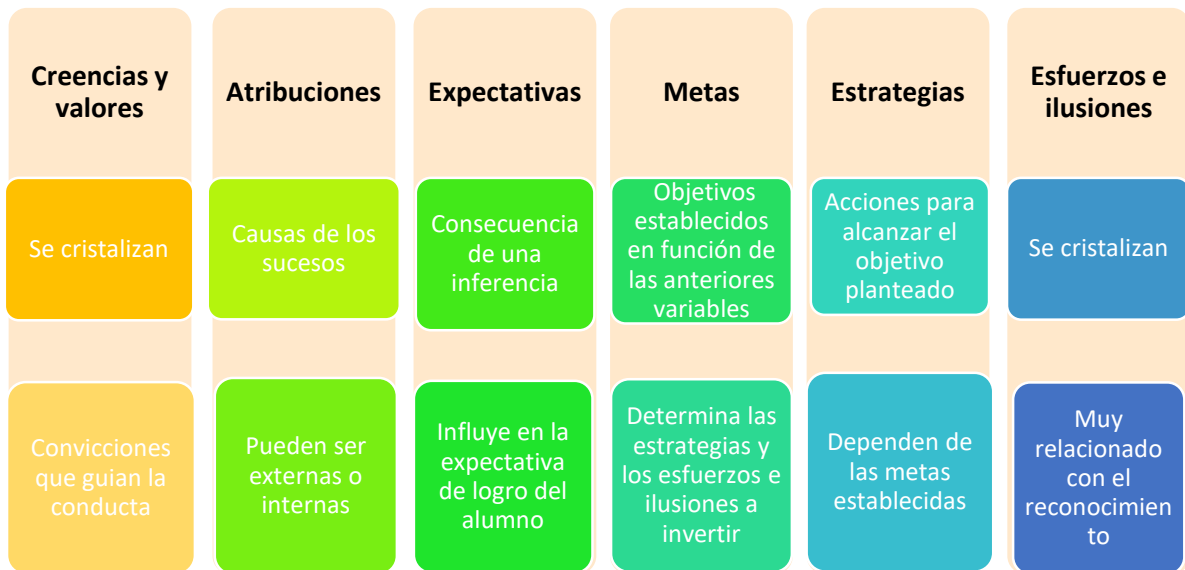 Creencias y
valores
Se cristalizan
Convicciones
que guian la
conducta
Atribuciones
Causas de los
sucesos
Pueden ser
externas o
internas
Expectativas
Consecuencia
de una
inferencia
Influye en la
expectativa
de logro del
alumno
Metas
Objetivos
establecidos
en función de
las anteriores
variables
Determina las
estrategias y
los esfuerzos e
ilusiones a
invertir
Estrategias
Acciones para
alcanzar el
objetivo
planteado
Dependen de
las metas
establecidas
Esfuerzos e
ilusiones
Se cristalizan
Muy
relacionado
con el
reconocimien
to